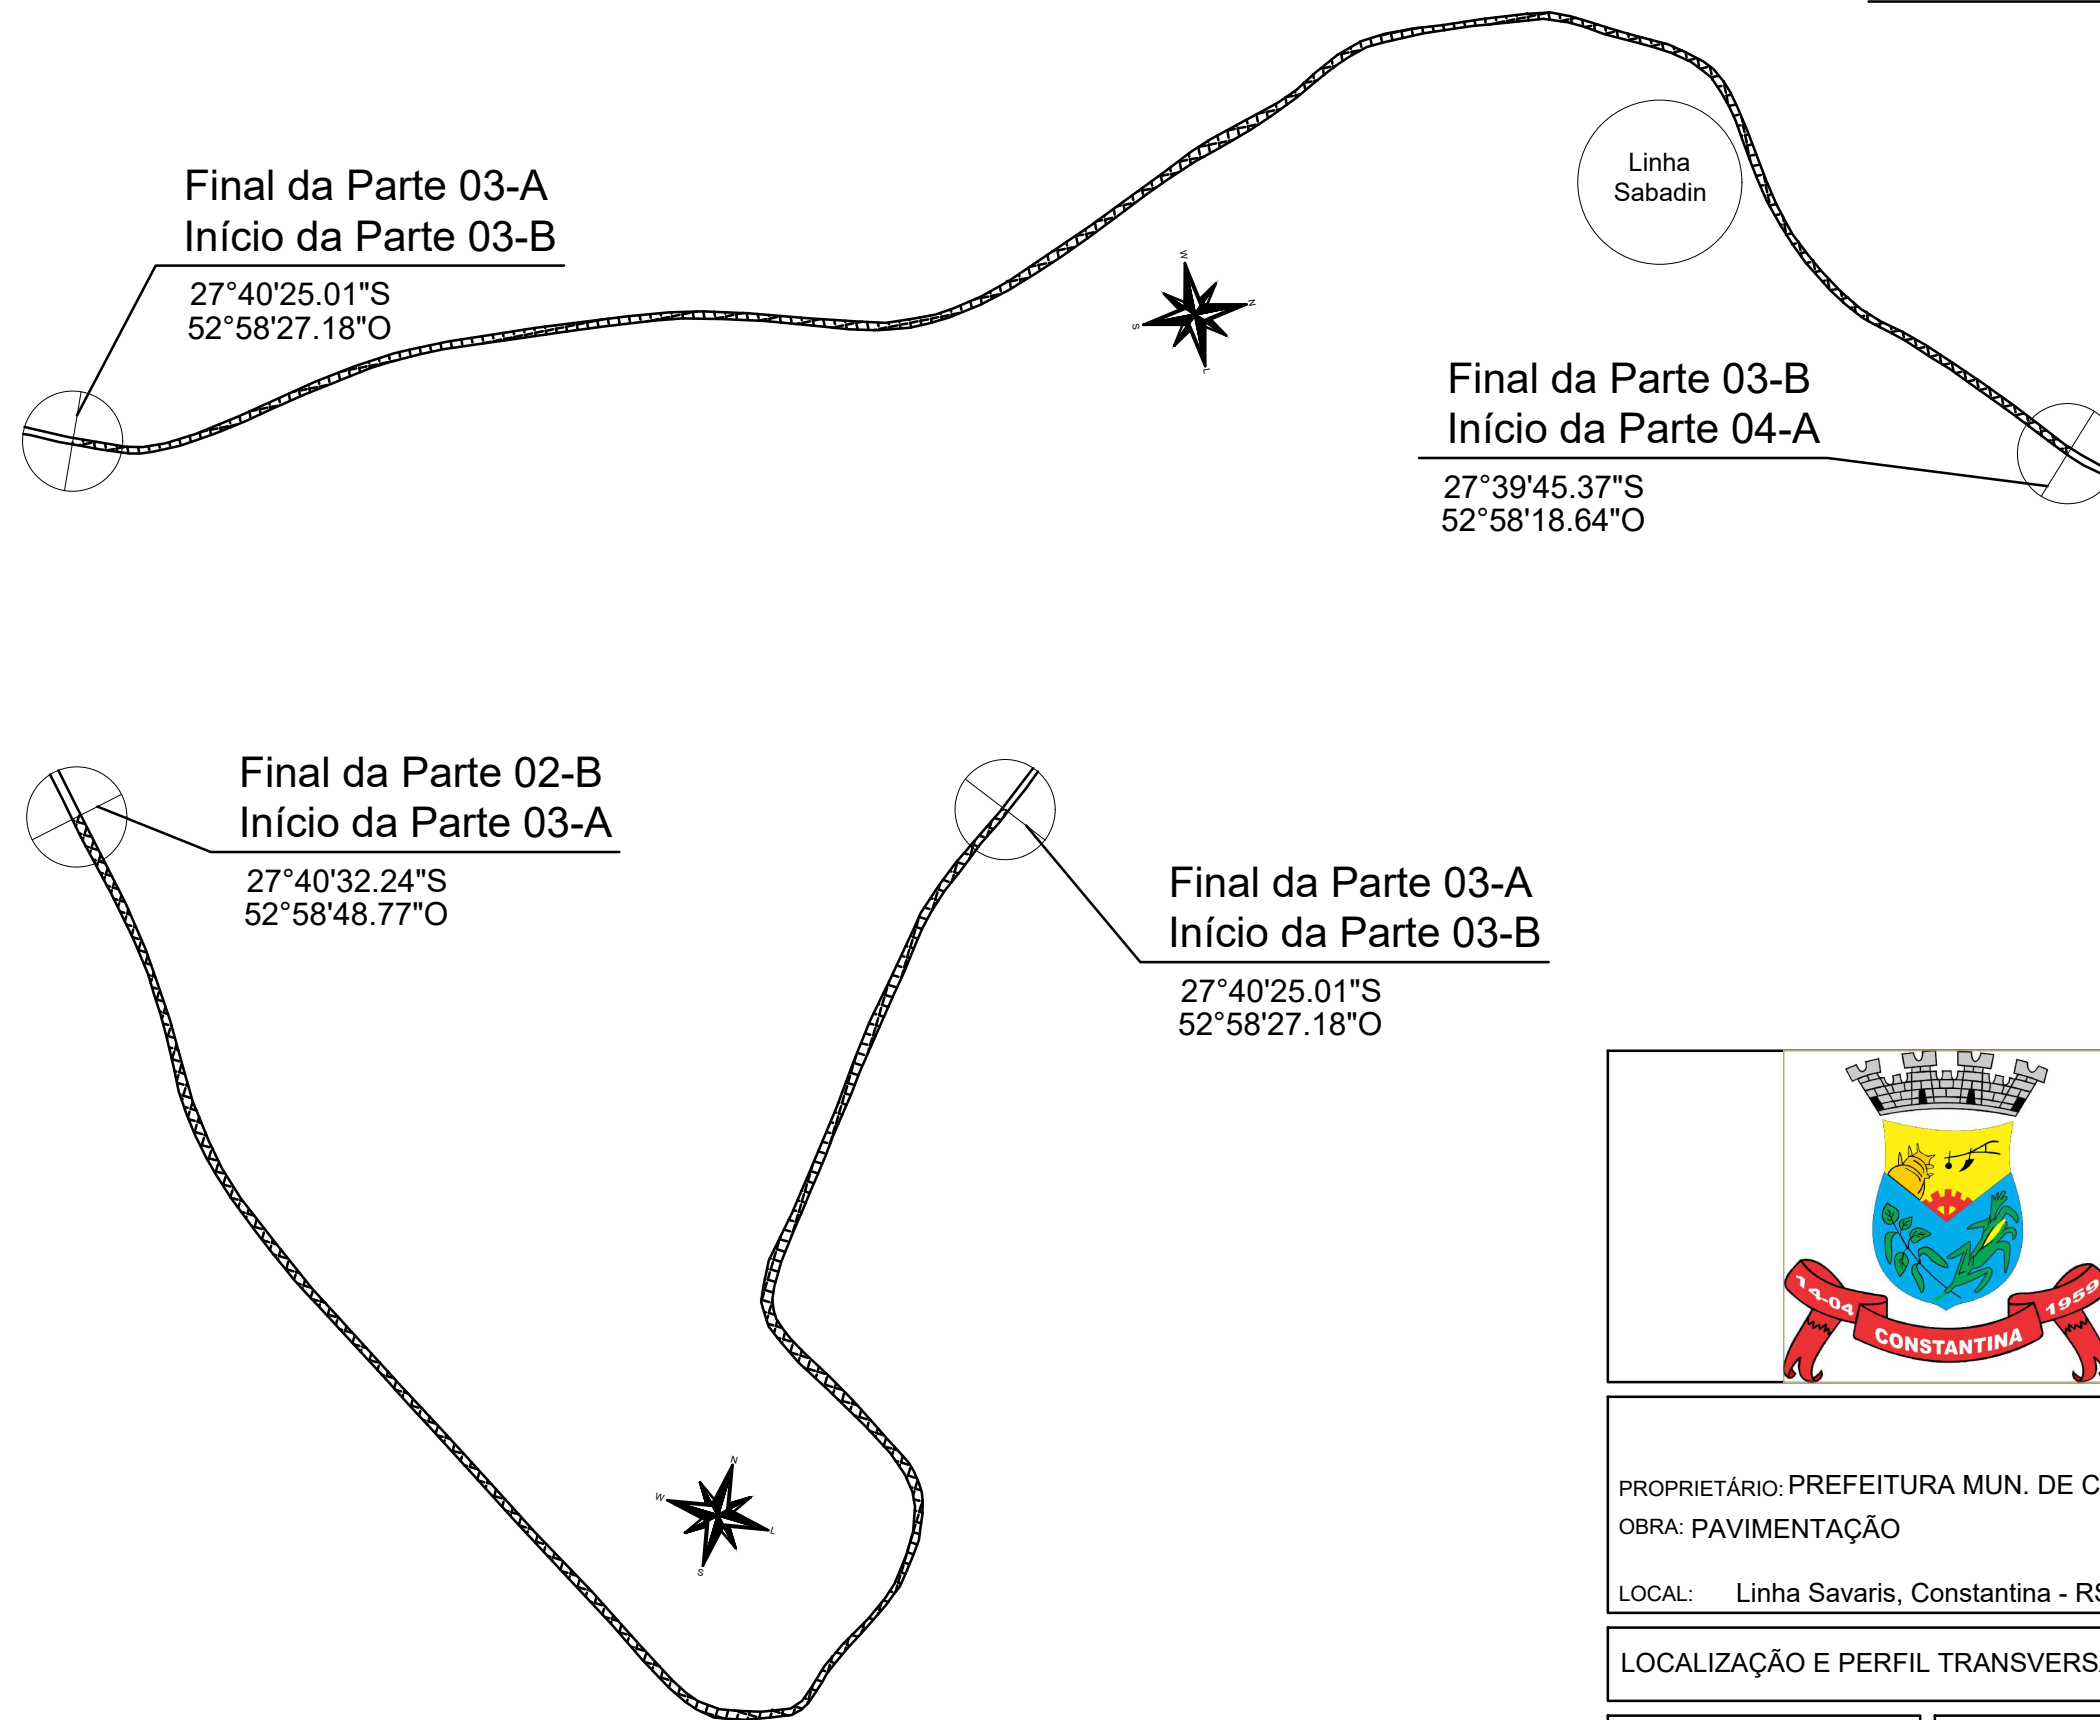 Final da Parte 03-A
Início da Parte 03-B
27°40'25.01"S
52°58'27.18"O
Linha
Sabadin
W
N
S
L
Final da Parte 03-B
Início da Parte 04-A
27°39'45.37"S
52°58'18.64"O
Final da Parte 02-B
Início da Parte 03-A
27°40'32.24"S
52°58'48.77"O
Final da Parte 03-A
Início da Parte 03-B
27°40'25.01"S
52°58'27.18"O
N
W
L
S
14-04
CONSTANTINA
1959
PROPRIETÁRIO: PREFEITURA MUN. DE C
OBRA: PAVIMENTAÇÃO
LOCAL: Linha Savaris, Constantina - RS
LOCALIZAÇÃO E PERFIL TRANSVERSA